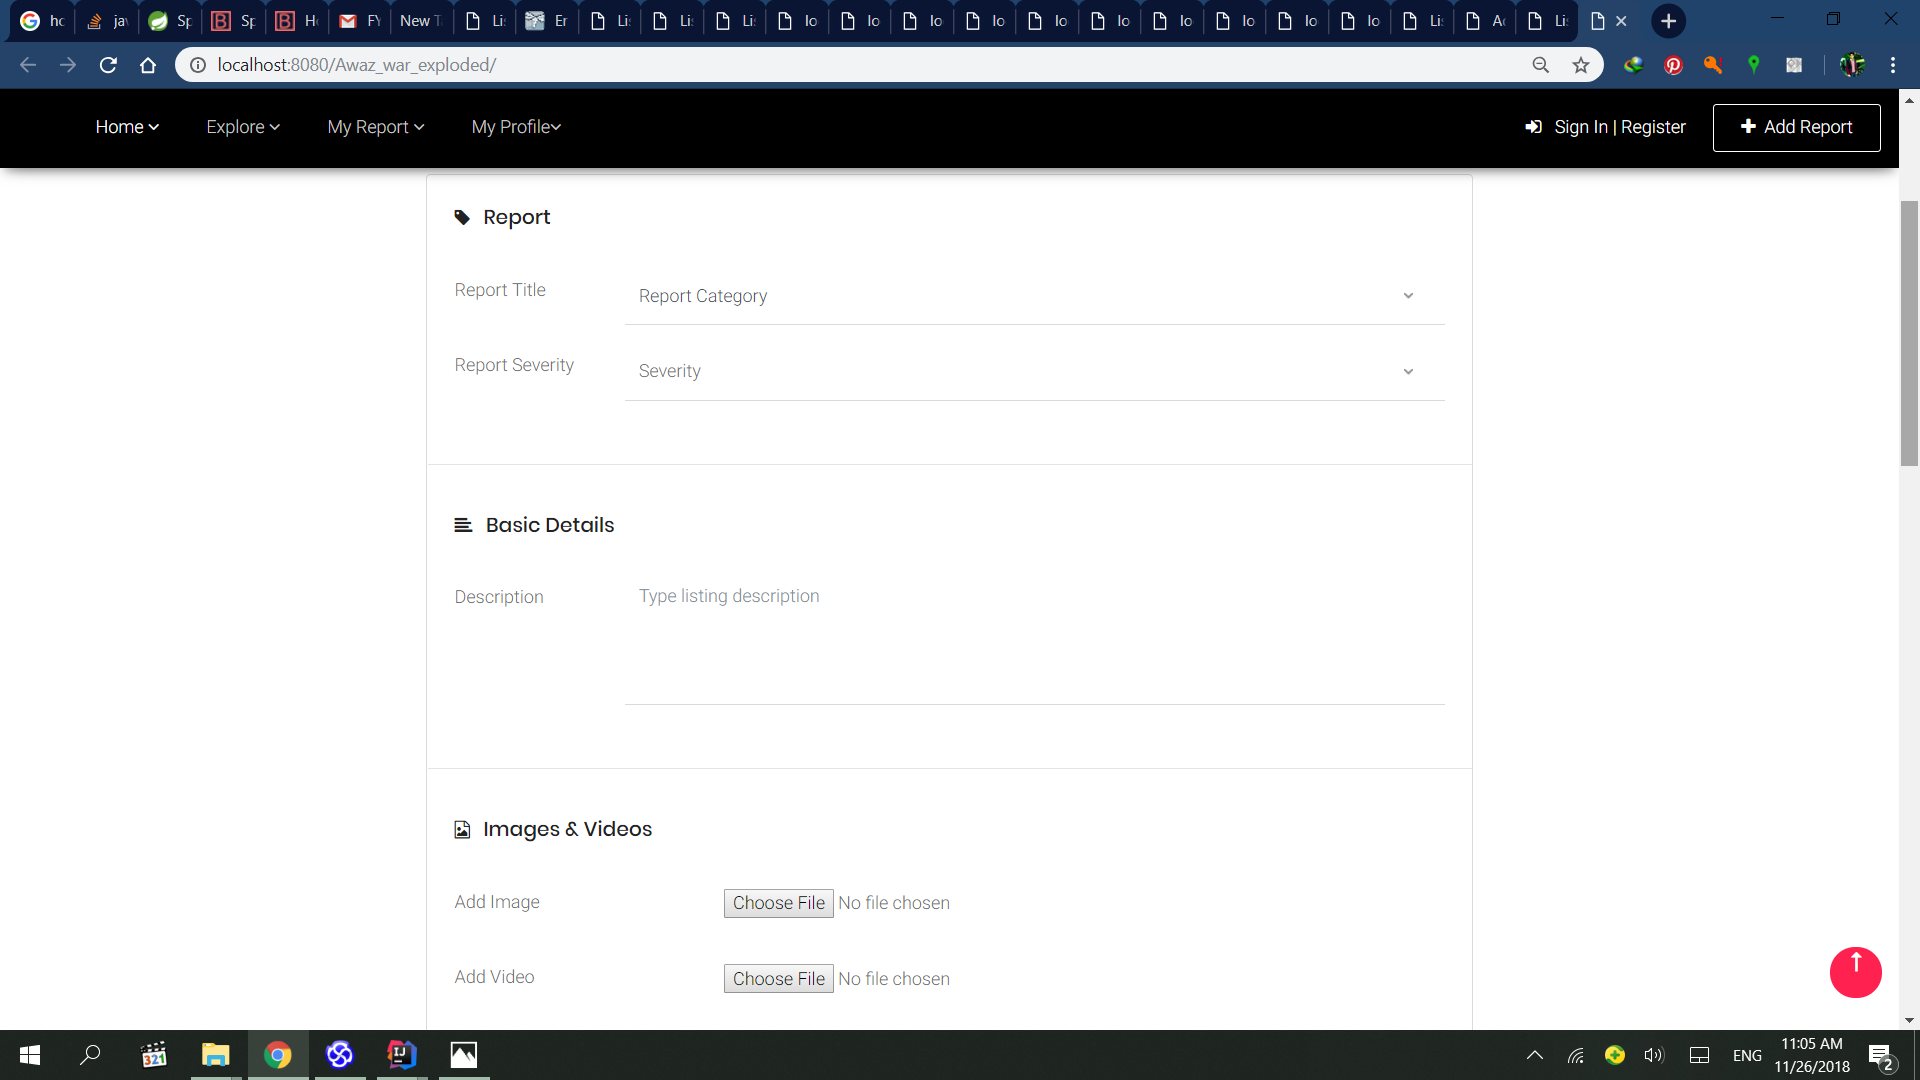 hc
ja
Sp
Sp
H
FY
New T
Li
Er
Li
Li
Li
lo
lo
lo
lo
lo
lo
lo
lo
lo
lo
Li
A
Li
localhost:8080/Awaz_war_exploded/
Home
Explore
My Report
My Profile
Sign In | Register
Add Report
Report
Report Title
Report Category
Report Severity
Severity
Basic Details
Description
Type listing description
Images & Videos
Add Image
Choose File No file chosen
Add Video
Choose File No file chosen
321
IJ
ENG
11:05 AM
11/26/2018
2